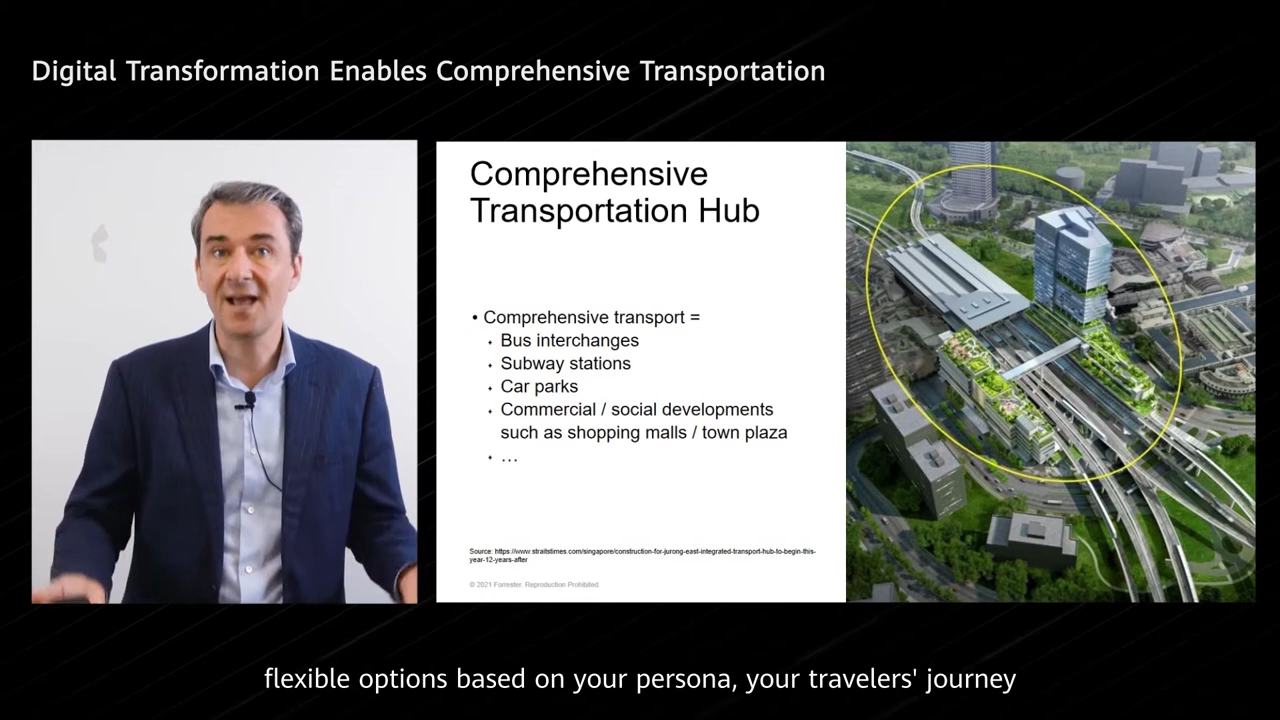 Digital Transformation Enables Comprehensive Transportation
Comprehensive
Transportation Hub
• Comprehensive transport =
Bus interchanges
Subway stations
Car parks
Commercial / social developments
such as shopping malls / town plaza
…
Source: https://www.straitstimes.com/singapore/construction-for-jurong-east-integrated-transport-hub-to-begin-this-
year-12-years-after
© 2021 Forrester. Reproduction Prohibited.
flexible options based on your persona, your travelers' journey